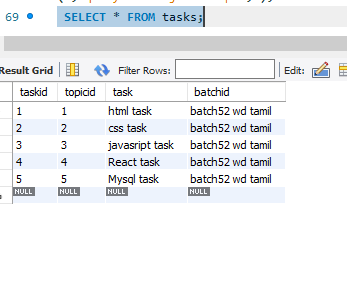 69 SELECT * FROM tasks;
Result Grid Filter Rows: Edit:
taskid topicid task batchid
1 1 html task batch52 wd tamil
2 2 css task batch52 wd tamil
3 3 javasript task batch52 wd tamil
4 4 React task batch52 wd tamil
5 5 Mysql task batch52 wd tamil
NULL NULL NULL NULL